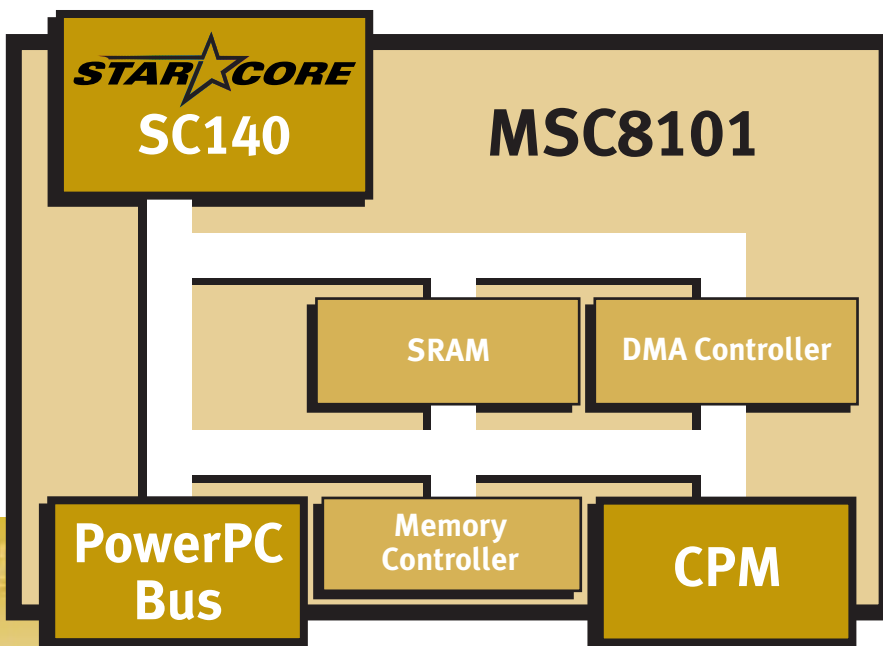 STAR CORE
SC140
MSC8101
SRAM
DMA Controller
PowerPC
Bus
Memory
Controller
CPM